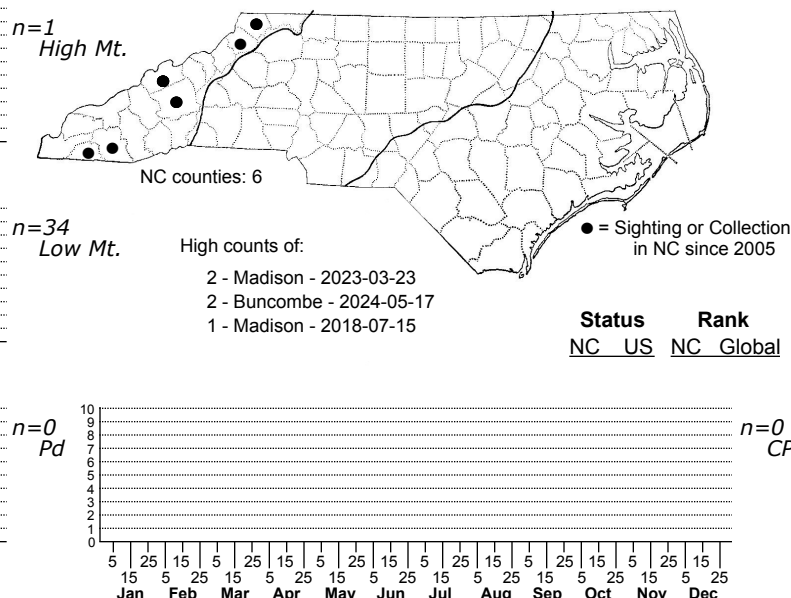 n=1
High Mt.
NC counties: 6
n=34
Low Mt.
High counts of:
2 - Madison - 2023-03-23
2 - Buncombe - 2024-05-17
1 - Madison - 2018-07-15
● = Sighting or Collection
in NC since 2005
Status Rank
NC US NC Global
n=0
Pd
10
9
8
7
6
5
4
3
2
1
0
n=0
CP
5 25 15 5 25 15 5 25 15 5 25 15 5 25 15 5 25 15
15 5 25 15 5 25 15 5 25 15 5 25 15 5 25 15 5 25
Jan Feb Mar Apr May Jun Jul Aug Sep Oct Nov Dec